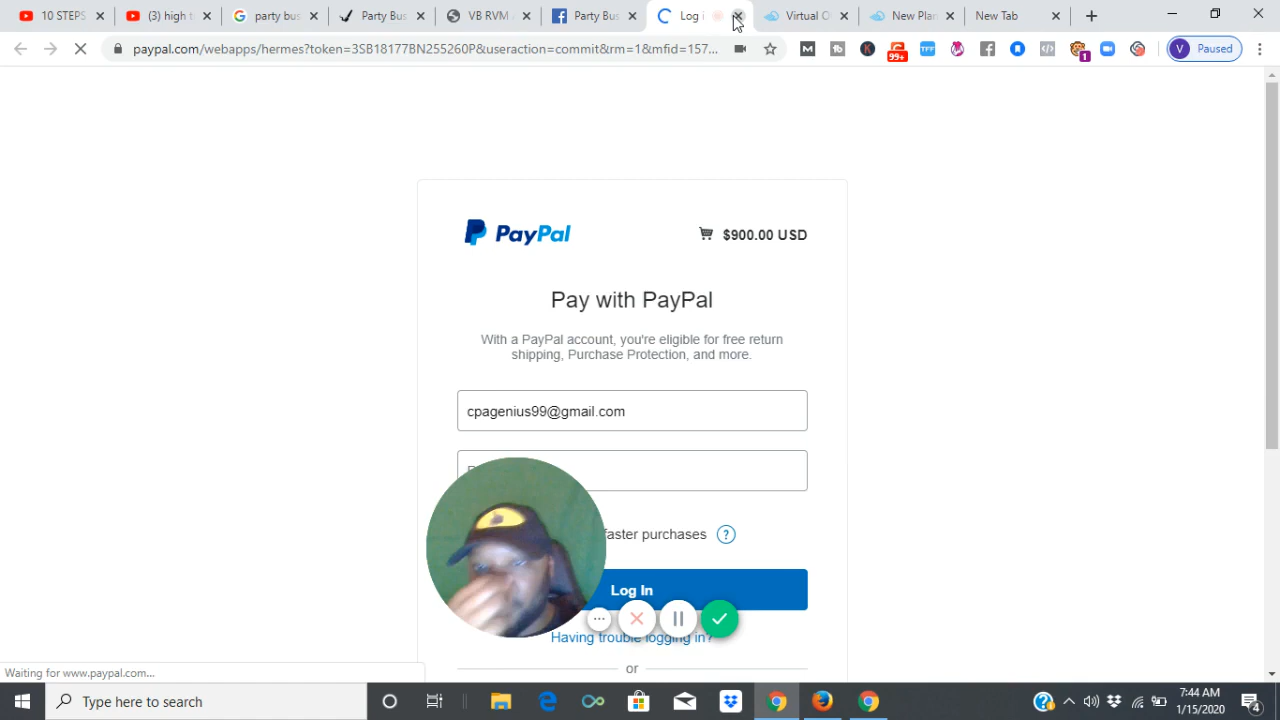 10 STEPS
(3) high t
party bus
Party Bus
VB RVM
Party Bus
Log i
Virtual O
New Plan
New Tab
paypal.com/webapps/hermes?token=3SB18177BN255260P&useraction=commit&rm=1&mfid=157...
99+
1
V Paused
PayPal
$900.00 USD
Pay with PayPal
With a PayPal account, you're eligible for free return
shipping, Purchase Protection, and more.
cpagenius99@gmail.com
faster purchases ?
Log In
Having trouble logging in?
or
Waiting for www.paypal.com...
Type here to search
7:44 AM
1/15/2020
4